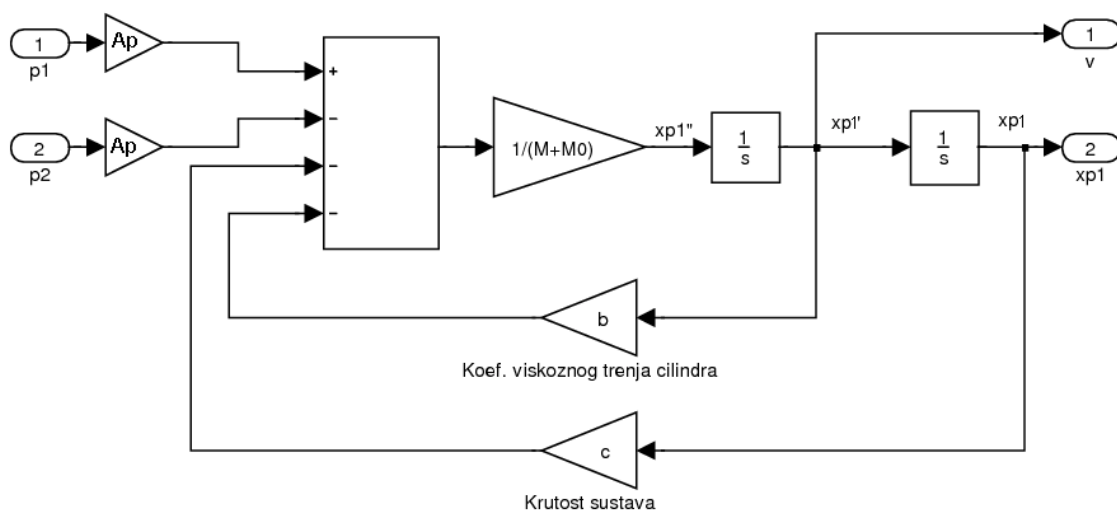 1
Ap
p1
2
Ap
p2
+
−
−
−
1/(M+M0)
xp1"
1
s
xp1'
1
s
xp1
1
v
2
xp1
b
Koef. viskoznog trenja cilindra
c
Krutost sustava